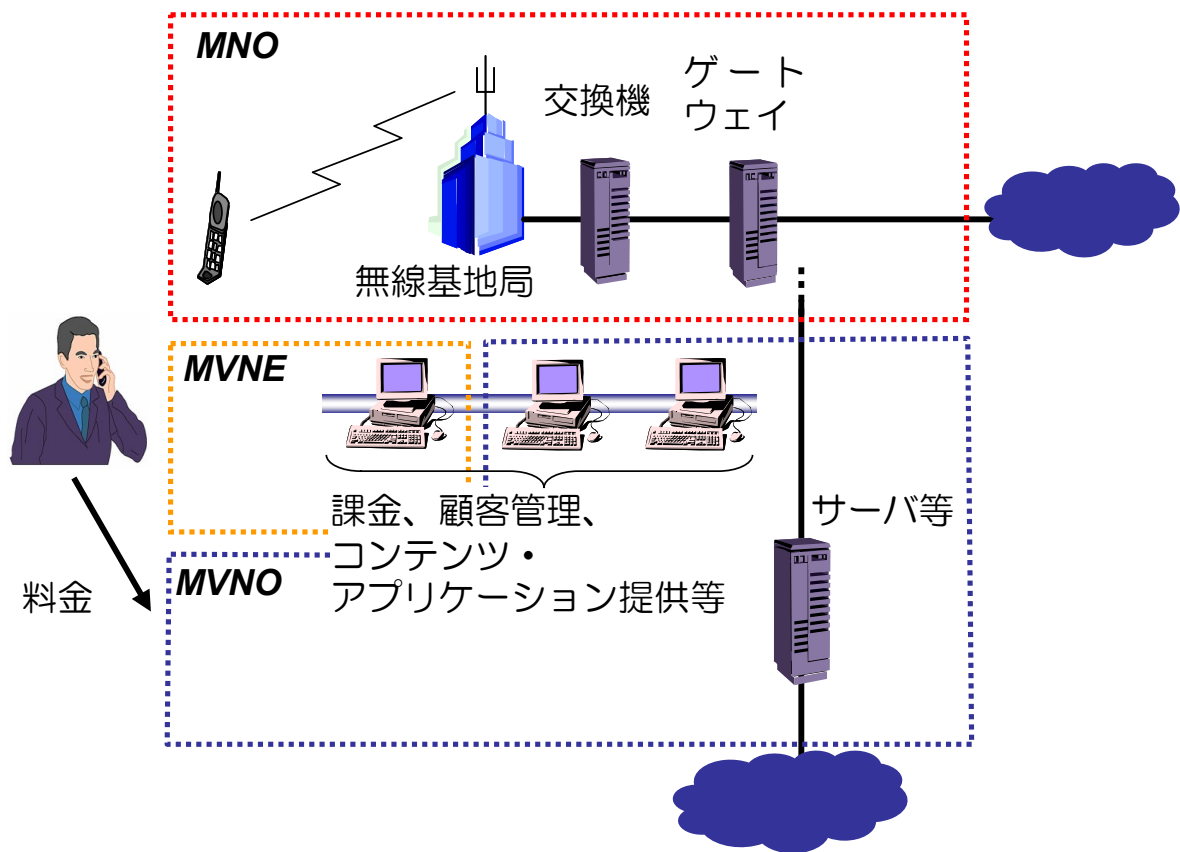 MNO
交換機
ゲート
ウェイ
無線基地局
MVNE
課金、顧客管理、
コンテンツ・
アプリケーション提供等
サーバ等
MVNO
料金